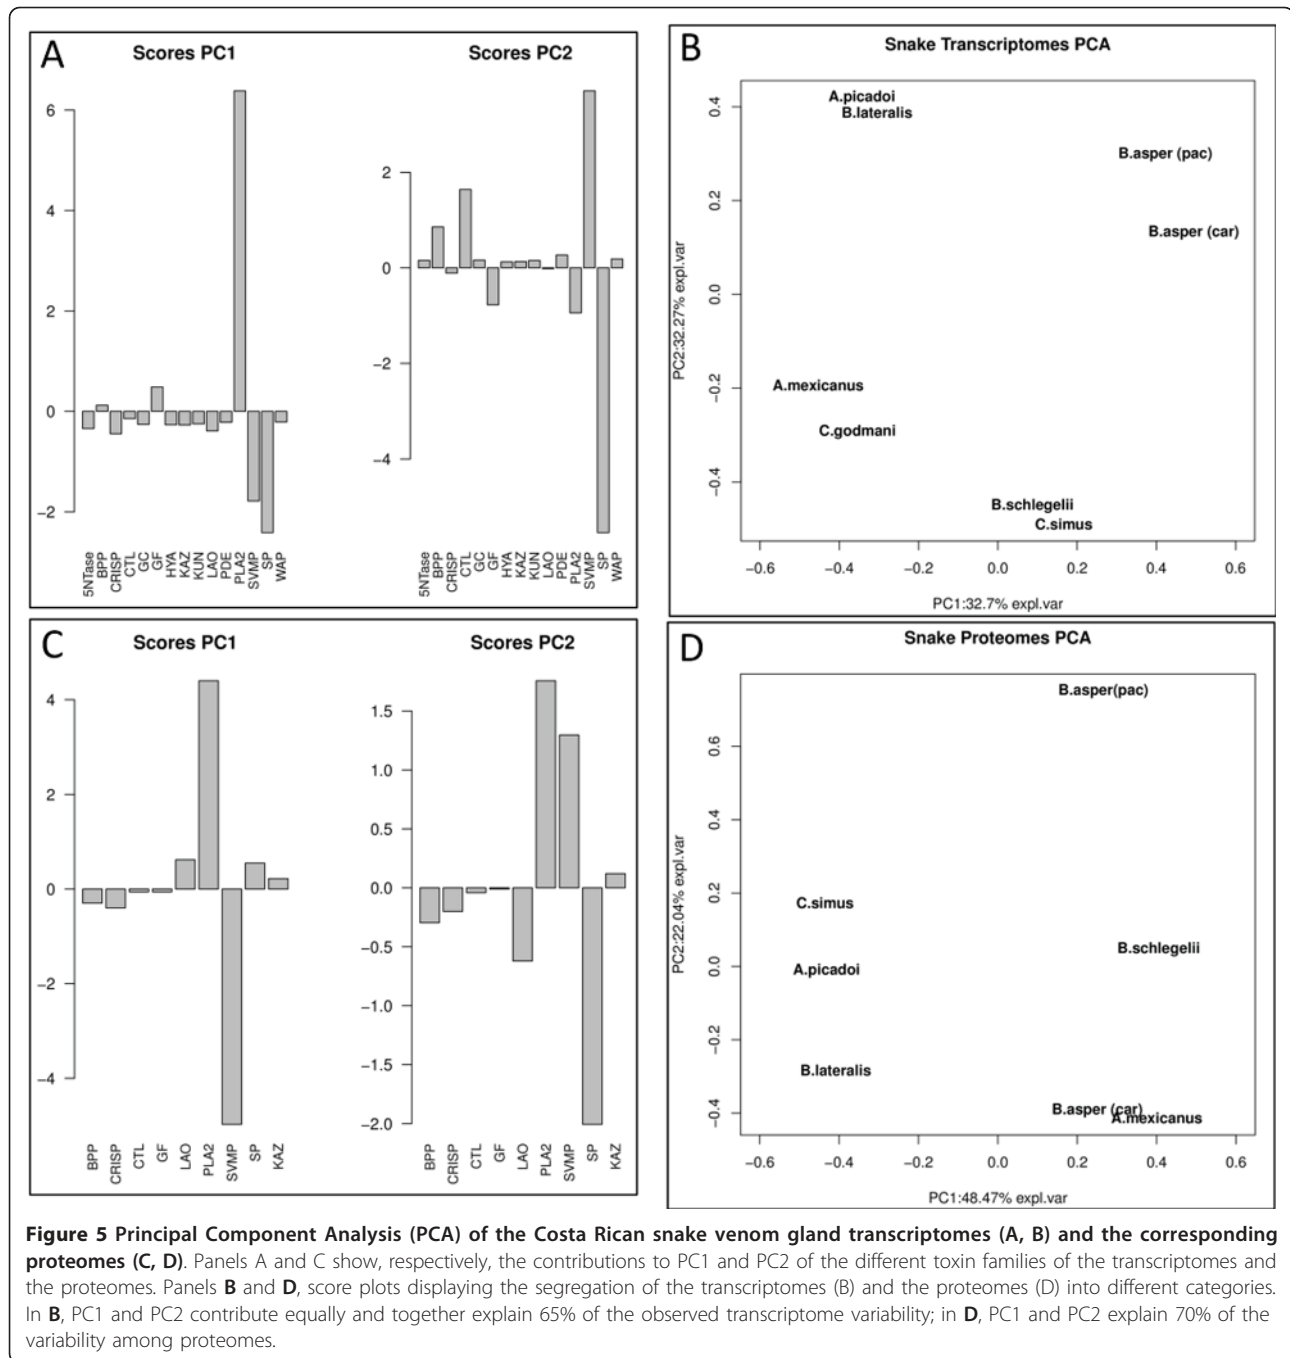 A
Scores PC1
Scores PC2
6
4
2
0
−2
2
0
−2
−4
5NTase
BPP
CRISP
CTL
GC
GF
HYA
KAZ
KUN
LAO
PDE
PLA2
SVMP
SP
WAP
5NTase
BPP
CRISP
CTL
GC
GF
HYA
KAZ
KUN
LAO
PDE
PLA2
SVMP
SP
WAP
B
Snake Transcriptomes PCA
PC2:32.27% expl.var
0.4
0.2
0.0
−0.2
−0.4
A.picadoi
B.lateralis
B.asper (pac)
B.asper (car)
A.mexicanus
C.godmani
B.schlegelii
C.simus
−0.6
−0.4
−0.2
0.0
0.2
0.4
0.6
PC1:32.7% expl.var
C
Scores PC1
Scores PC2
4
2
0
−2
−4
1.5
1.0
0.5
0.0
−0.5
−1.0
−1.5
−2.0
BPP
CRISP
CTL
GF
LAO
PLA2
SVMP
SP
KAZ
BPP
CRISP
CTL
GF
LAO
PLA2
SVMP
SP
KAZ
D
Snake Proteomes PCA
PC2:22.04% expl.var
0.6
0.4
0.2
0.0
−0.2
−0.4
B.asper(pac)
C.simus
B.schlegelii
A.picadoi
B.lateralis
B.asper (car)
A.mexicanus
−0.6
−0.4
−0.2
0.0
0.2
0.4
0.6
PC1:48.47% expl.var
Figure 5 Principal Component Analysis (PCA) of the Costa Rican snake venom gland transcriptomes (A, B) and the corresponding
proteomes (C, D). Panels A and C show, respectively, the contributions to PC1 and PC2 of the different toxin families of the transcriptomes and
the proteomes. Panels B and D, score plots displaying the segregation of the transcriptomes (B) and the proteomes (D) into different categories.
In B, PC1 and PC2 contribute equally and together explain 65% of the observed transcriptome variability; in D, PC1 and PC2 explain 70% of the
variability among proteomes.